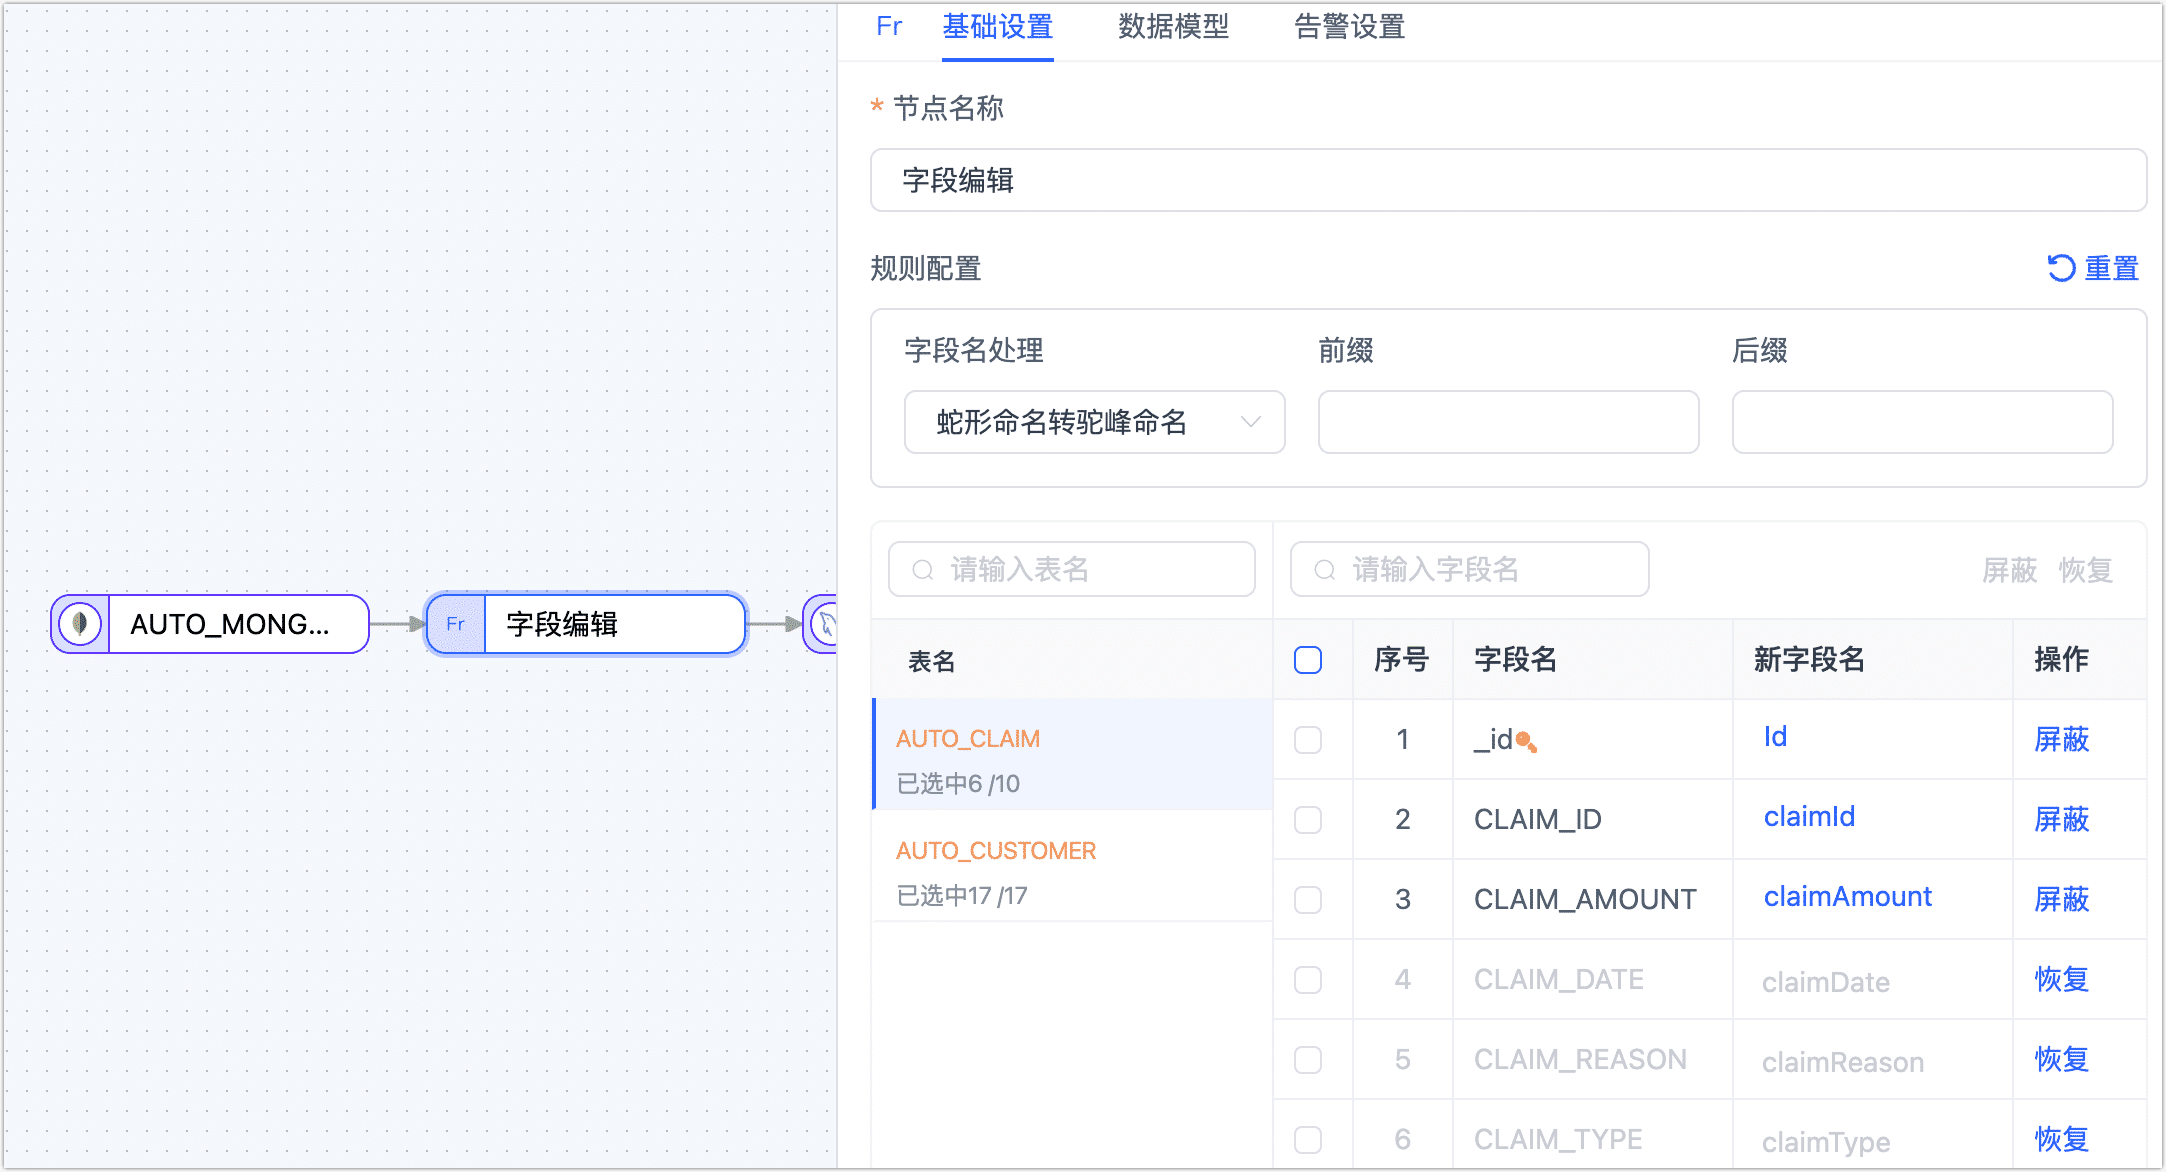 Fr 基础设置 数据模型 告警设置
* 节点名称
字段编辑
规则配置 重置
字段名处理 前缀 后缀
蛇形命名转驼峰命名
请输入表名 请输入字段名 屏蔽 恢复
AUTO_MONG... Fr 字段编辑
表名 序号 字段名 新字段名 操作
AUTO_CLAIM
已选中6 /10
AUTO_CUSTOMER
已选中17 /17
1 _id Id 屏蔽
2 CLAIM_ID claimId 屏蔽
3 CLAIM_AMOUNT claimAmount 屏蔽
4 CLAIM_DATE claimDate 恢复
5 CLAIM_REASON claimReason 恢复
6 CLAIM_TYPE claimType 恢复